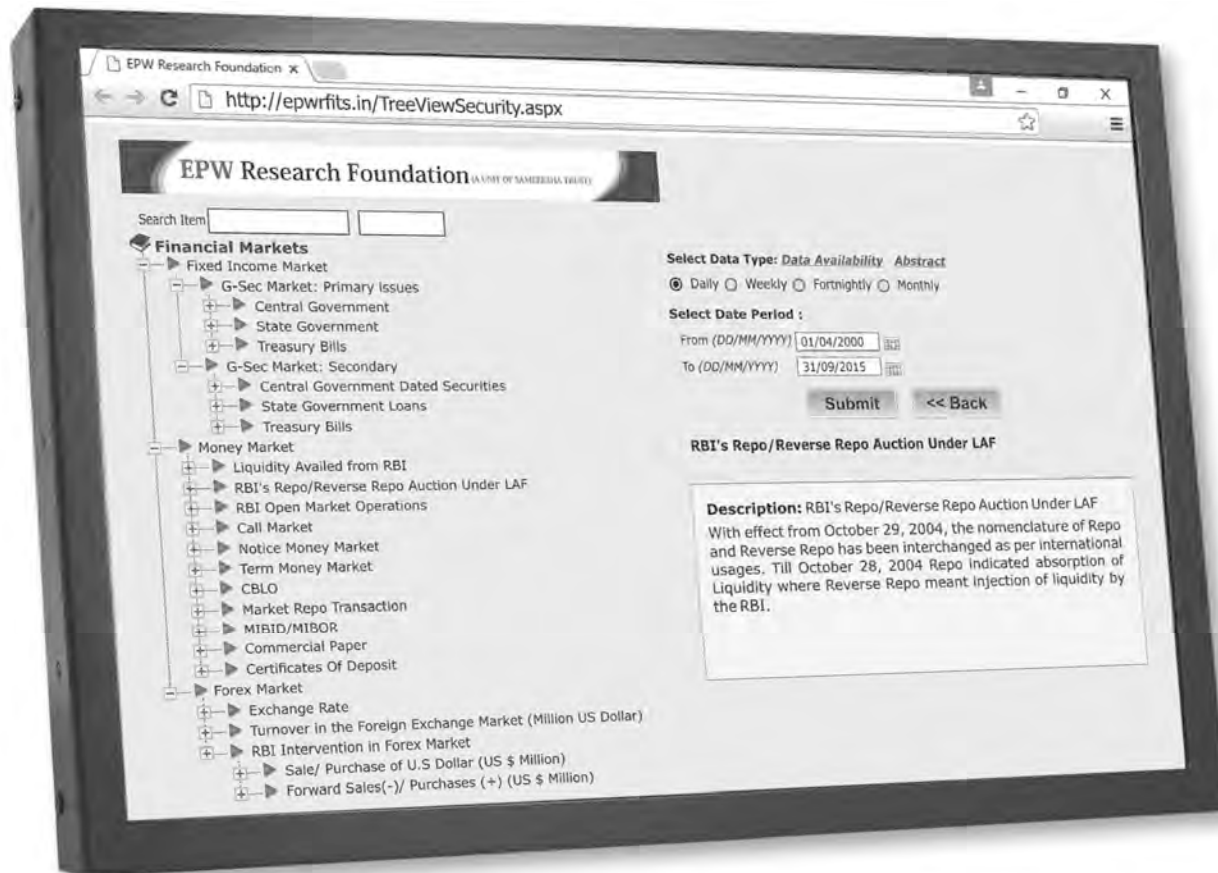 EPW Research Foundation
http://epwrfits.in/TreeViewSecurity.aspx
EPW Research Foundation (A UNIT OF SAMEEKSHA TRUST)
Search Item
Financial Markets
Fixed Income Market
G-Sec Market: Primary Issues
Central Government
State Government
Treasury Bills
G-Sec Market: Secondary
Central Government Dated Securities
State Government Loans
Treasury Bills
Money Market
Liquidity Availed from RBI
RBI's Repo/Reverse Repo Auction Under LAF
RBI Open Market Operations
Call Market
Notice Money Market
Term Money Market
CBLO
Market Repo Transaction
MIBID/MIBOR
Commercial Paper
Certificates Of Deposit
Forex Market
Exchange Rate
Turnover in the Foreign Exchange Market (Million US Dollar)
RBI Intervention in Forex Market
Sale/ Purchase of U.S Dollar (US $ Million)
Forward Sales(-)/ Purchases (+) (US $ Million)
Select Data Type: Data Availability Abstract
Daily Weekly Fortnightly Monthly
Select Date Period :
From (DD/MM/YYYY) 01/04/2000
To (DD/MM/YYYY) 31/09/2015
Submit << Back
RBI's Repo/Reverse Repo Auction Under LAF
Description: RBI's Repo/Reverse Repo Auction Under LAF
With effect from October 29, 2004, the nomenclature of Repo
and Reverse Repo has been interchanged as per international
usages. Till October 28, 2004 Repo indicated absorption of
Liquidity where Reverse Repo meant injection of liquidity by
the RBI.